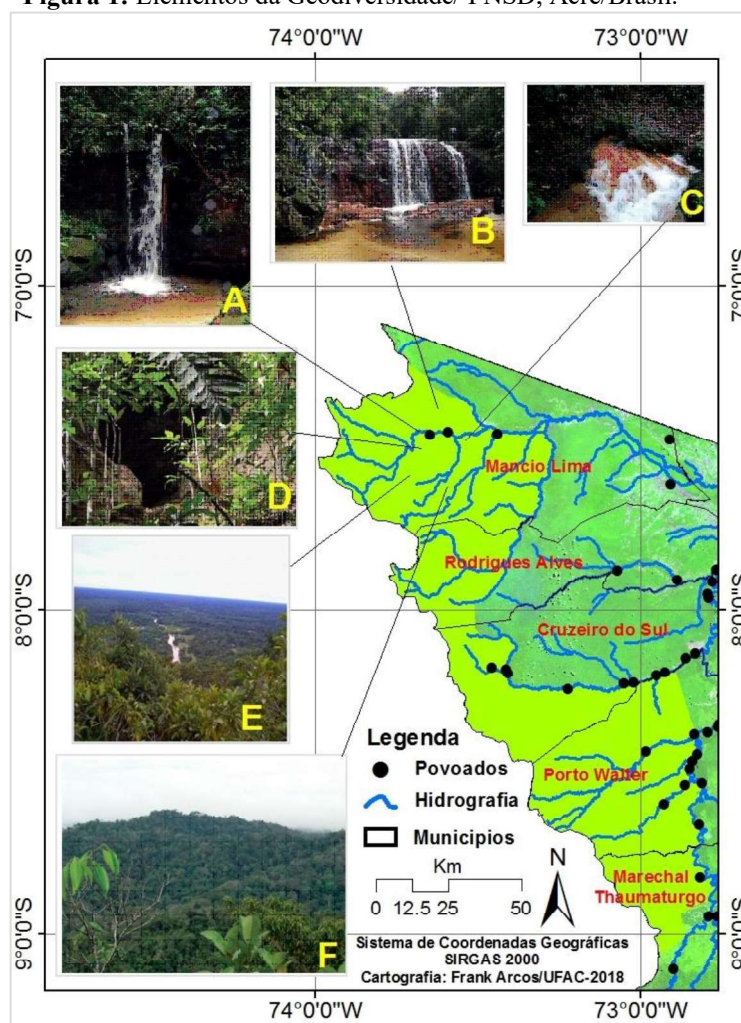 Figura 1: Elementos da Geodiversidade/ PNSD, Acre/Brasil.
74°0'0"W 73°0'0"W
A
B
C
7°0'0"S 7°0'0"S
D
Mancio Lima
E
Rodrigues Alves
8°0'0"S 8°0'0"S
Cruzeiro do Sul
F
Legenda
Povoados
Hidrografia
Municipios
Porto Walter
Km
0 12.5 25 50
N
Marechal
Thaumaturgo
9°0'0"S 9°0'0"S
Sistema de Coordenadas Geográficas
SIRGAS 2000
Cartografia: Frank Arcos/UFAC-2018
74°0'0"W 73°0'0"W